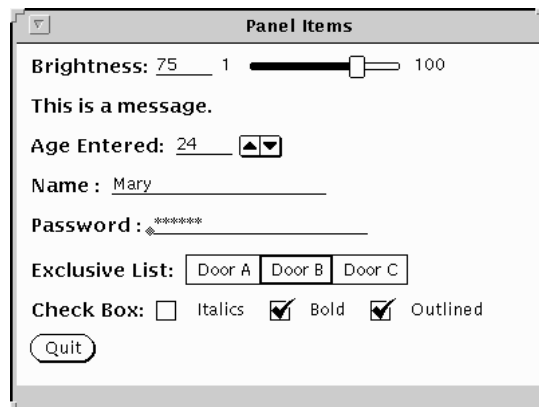 Panel Items
Brightness: 75 1 100
This is a message.
Age Entered: 24
Name : Mary
Password : ******
Exclusive List: Door A Door B Door C
Check Box: Italics Bold Outlined
Quit